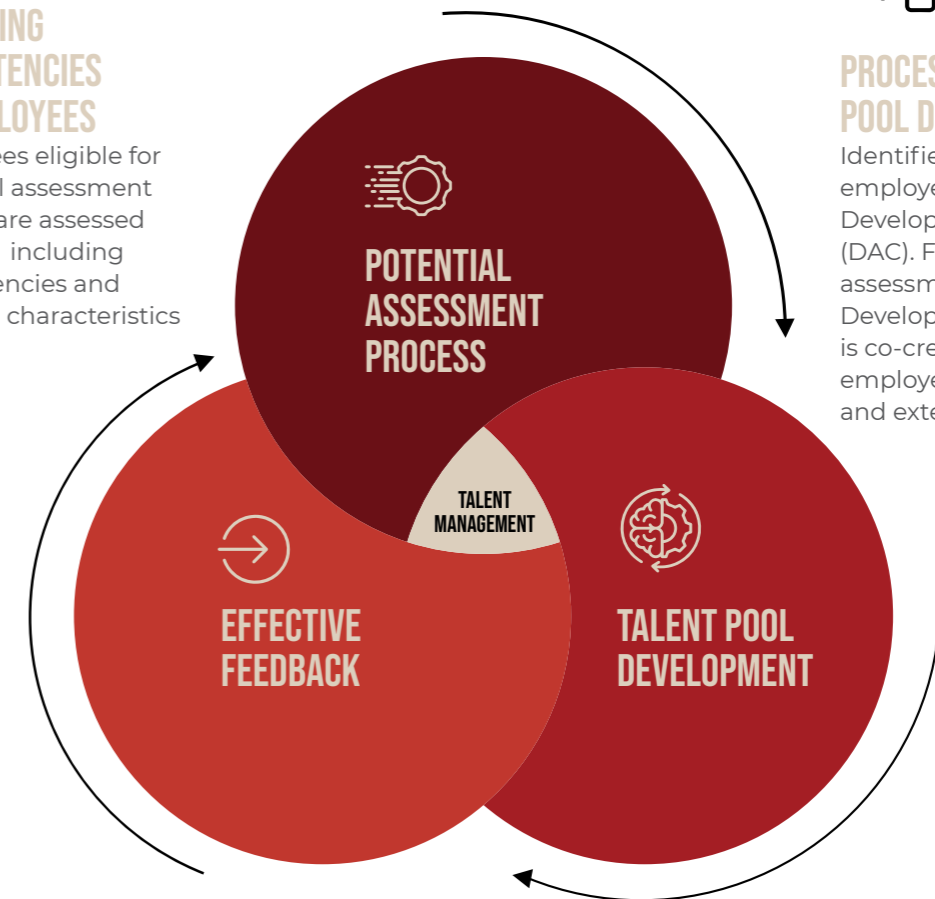 ING
TENCIES
LOYEES
ees eligible for
l assessment
are assessed
including
encies and
characteristics
POTENTIAL
ASSESSMENT
PROCESS
TALENT
MANAGEMENT
EFFECTIVE
FEEDBACK
TALENT POOL
DEVELOPMENT
PROCES
POOL D
Identifie
employe
Develop
(DAC). F
assessm
Develop
is co-cre
employe
and exte